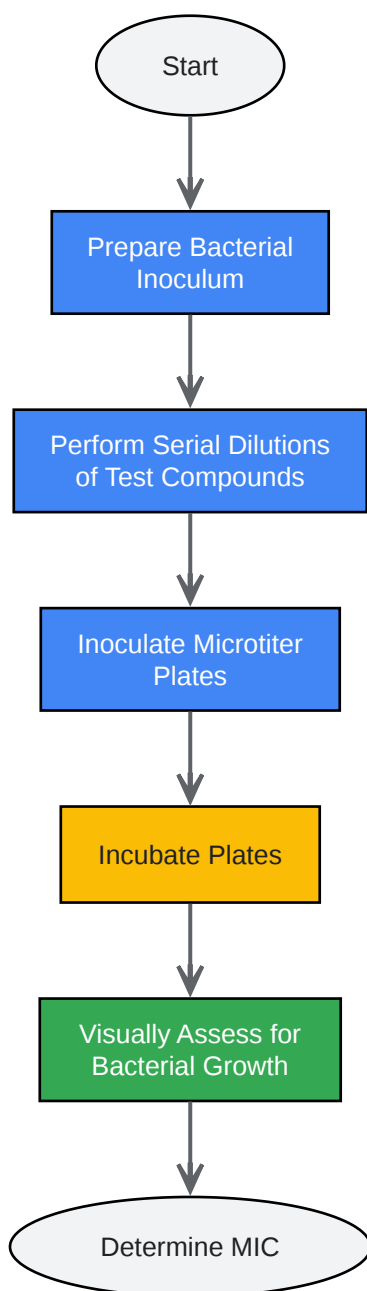 Start
Prepare Bacterial
Inoculum
Perform Serial Dilutions
of Test Compounds
Inoculate Microtiter
Plates
Incubate Plates
Visually Assess for
Bacterial Growth
Determine MIC